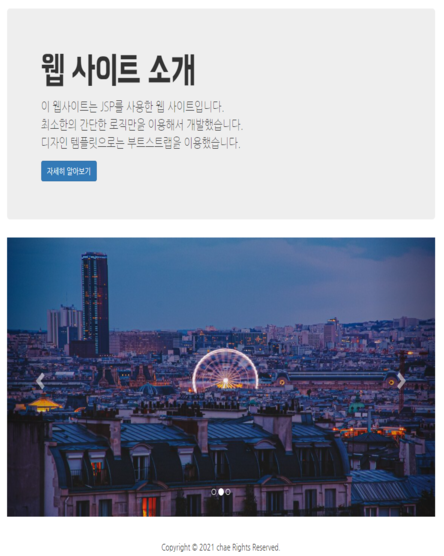 웹 사이트 소개
이 웹사이트는 JSP를 사용한 웹 사이트입니다.
최소한의 간단한 로직만을 이용해서 개발했습니다.
디자인 템플릿으로는 부트스트랩을 이용했습니다.
자세히 알아보기
Copyright © 2021 chae Rights Reserved.